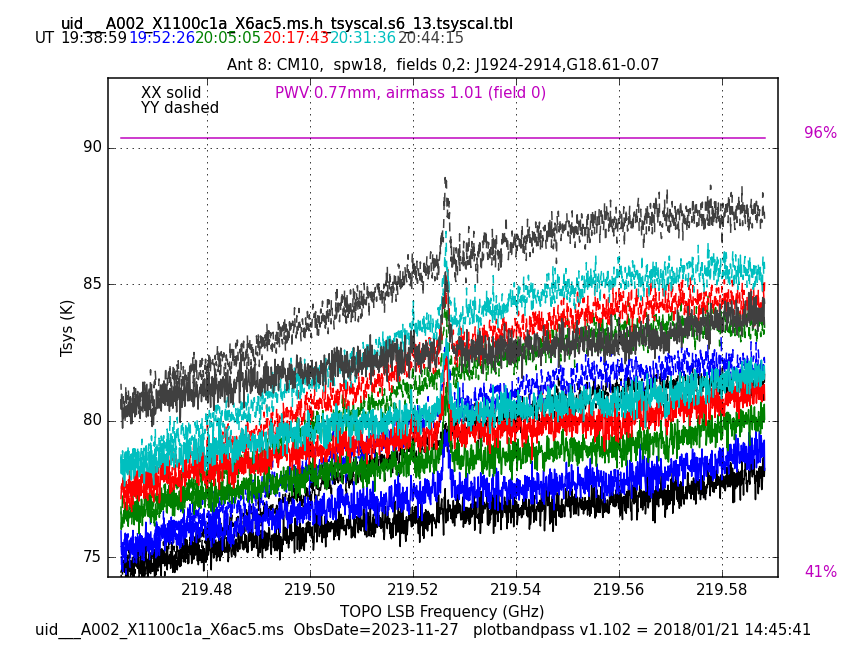 uid___A002_X1100c1a_X6ac5.ms.h_tsyscal.s6_13.tsyscal.tbl
UT 19:38:59 19:52:26 20:05:05 20:17:43 20:31:36 20:44:15
Ant 8: CM10,  spw18,  fields 0,2: J1924-2914,G18.61-0.07
XX solid PWV 0.77mm, airmass 1.01 (field 0)
YY dashed
96%
90
85
Tsys (K)
80
75
41%
219.48 219.50 219.52 219.54 219.56 219.58
TOPO LSB Frequency (GHz)
uid___A002_X1100c1a_X6ac5.ms  ObsDate=2023-11-27   plotbandpass v1.102 = 2018/01/21 14:45:41